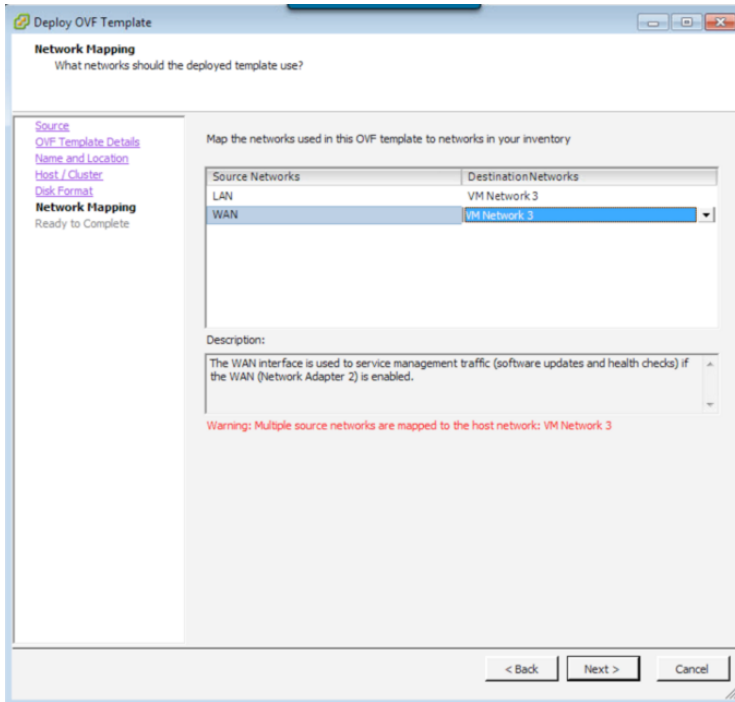 Deploy OVF Template
Network Mapping
What networks should the deployed template use?
Source
OVF Template Details
Name and Location
Host / Cluster
Disk Format
Network Mapping
Ready to Complete
Map the networks used in this OVF template to networks in your inventory
Source Networks DestinationNetworks
LAN VM Network 3
WAN VM Network 3
Description:
The WAN interface is used to service management traffic (software updates and health checks) if
the WAN (Network Adapter 2) is enabled.
Warning: Multiple source networks are mapped to the host network: VM Network 3
< Back Next > Cancel